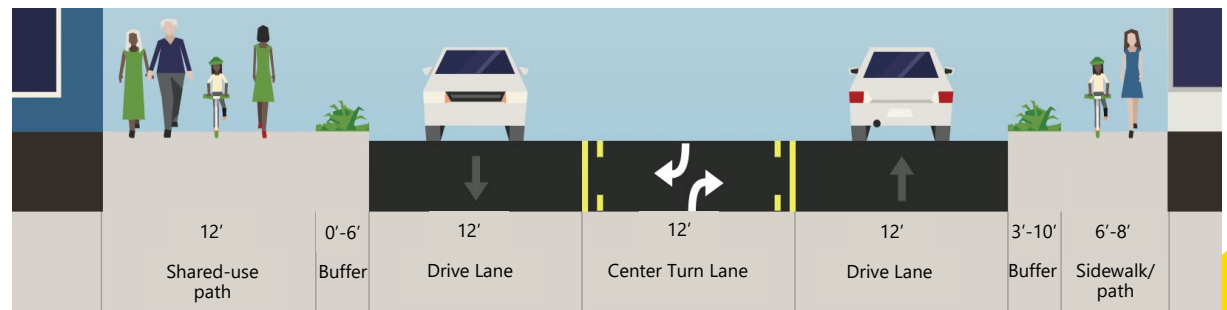 12’ 0’-6’ 12’ 12’ 12’ 3’-10’ 6’-8’
Shared-use Buffer Drive Lane Center Turn Lane Drive Lane Buffer Sidewalk/
path path